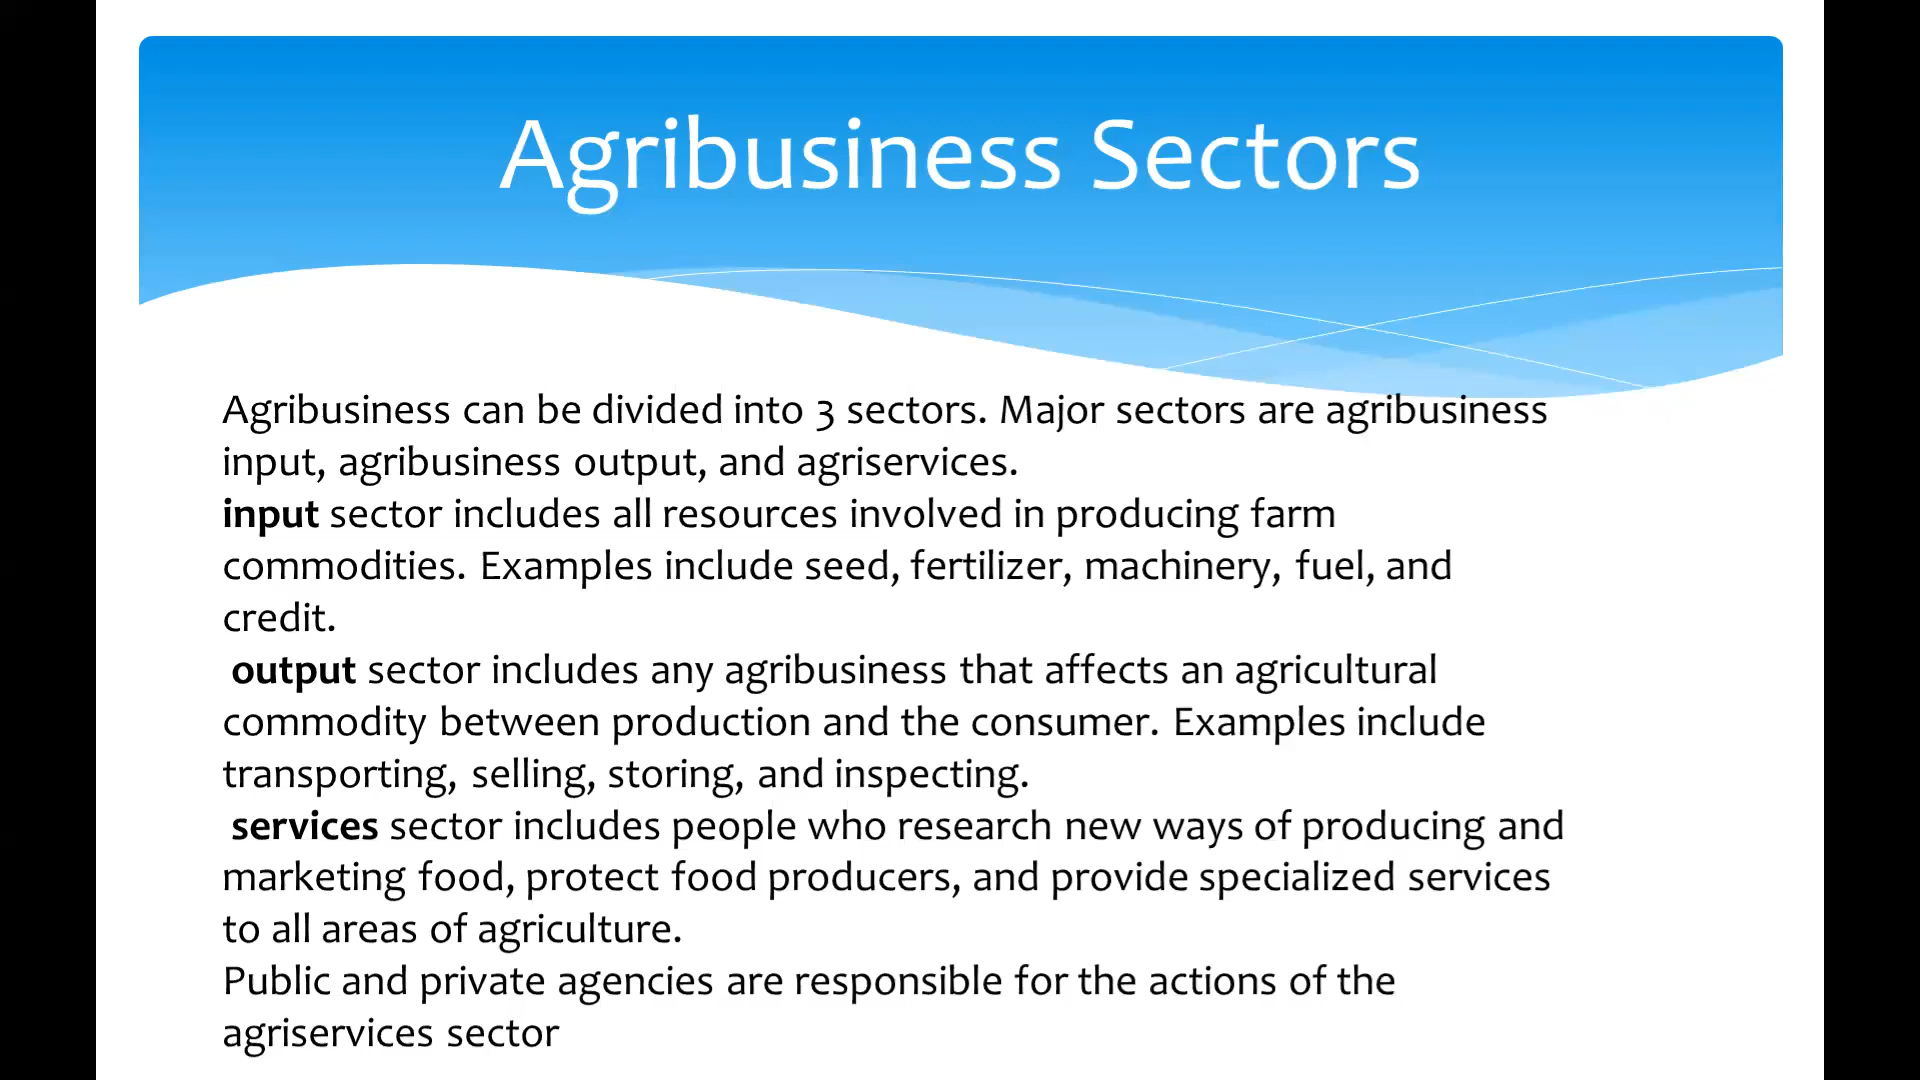 Agribusiness Sectors
Agribusiness can be divided into 3 sectors. Major sectors are agribusiness
input, agribusiness output, and agriservices.
input sector includes all resources involved in producing farm
commodities. Examples include seed, fertilizer, machinery, fuel, and
credit.
output sector includes any agribusiness that affects an agricultural
commodity between production and the consumer. Examples include
transporting, selling, storing, and inspecting.
services sector includes people who research new ways of producing and
marketing food, protect food producers, and provide specialized services
to all areas of agriculture.
Public and private agencies are responsible for the actions of the
agriservices sector